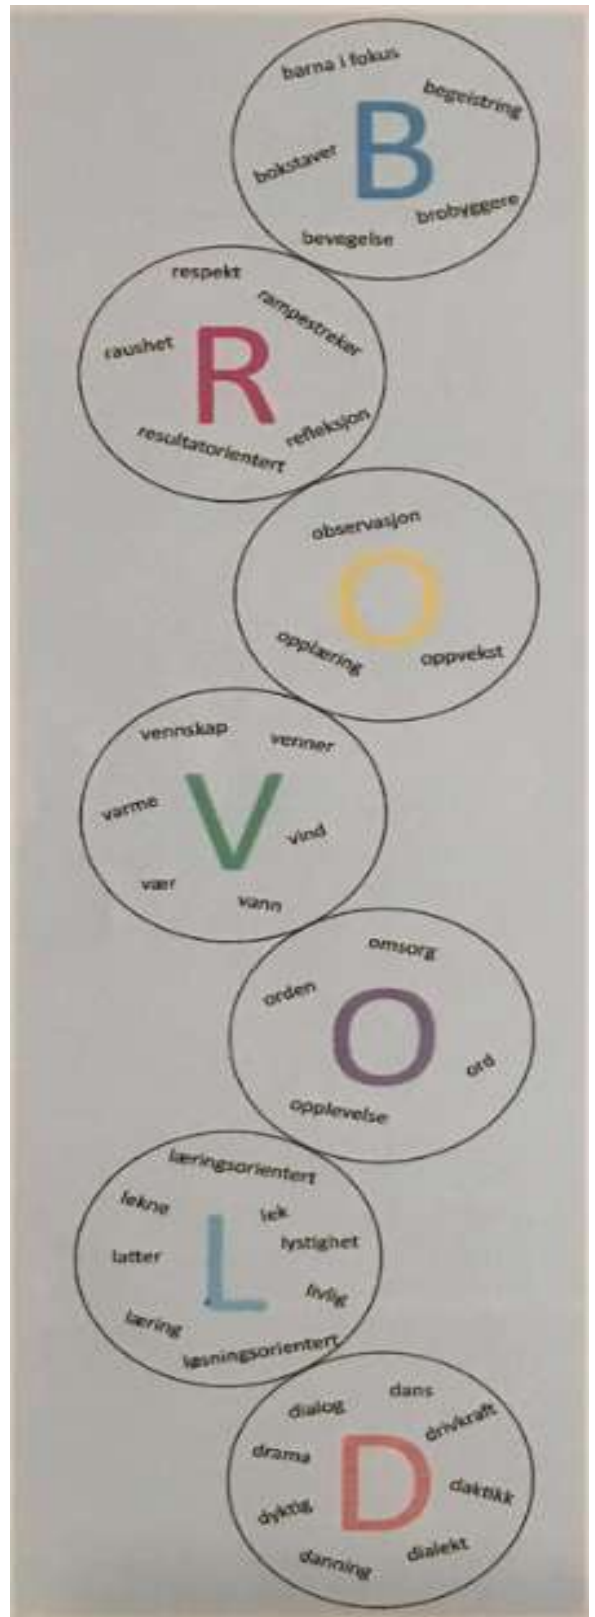 barna i fokus
begeistring
bokstaver
B
brobyggere
bevegelse
respekt
rampestreker
raushet
R
refleksjon
resultatorientert
observasjon
O
opplæring
oppvekst
vennskap
venner
varme
V
vind
vær
vann
omsorg
orden
O
ord
opplevelse
læringsorientert
lekne
lek
L
lystighet
latter
livlig
læring
løsningsorientert
dans
dialog
drivkraft
drama
D
daktikk
dyktig
dialekt
danning